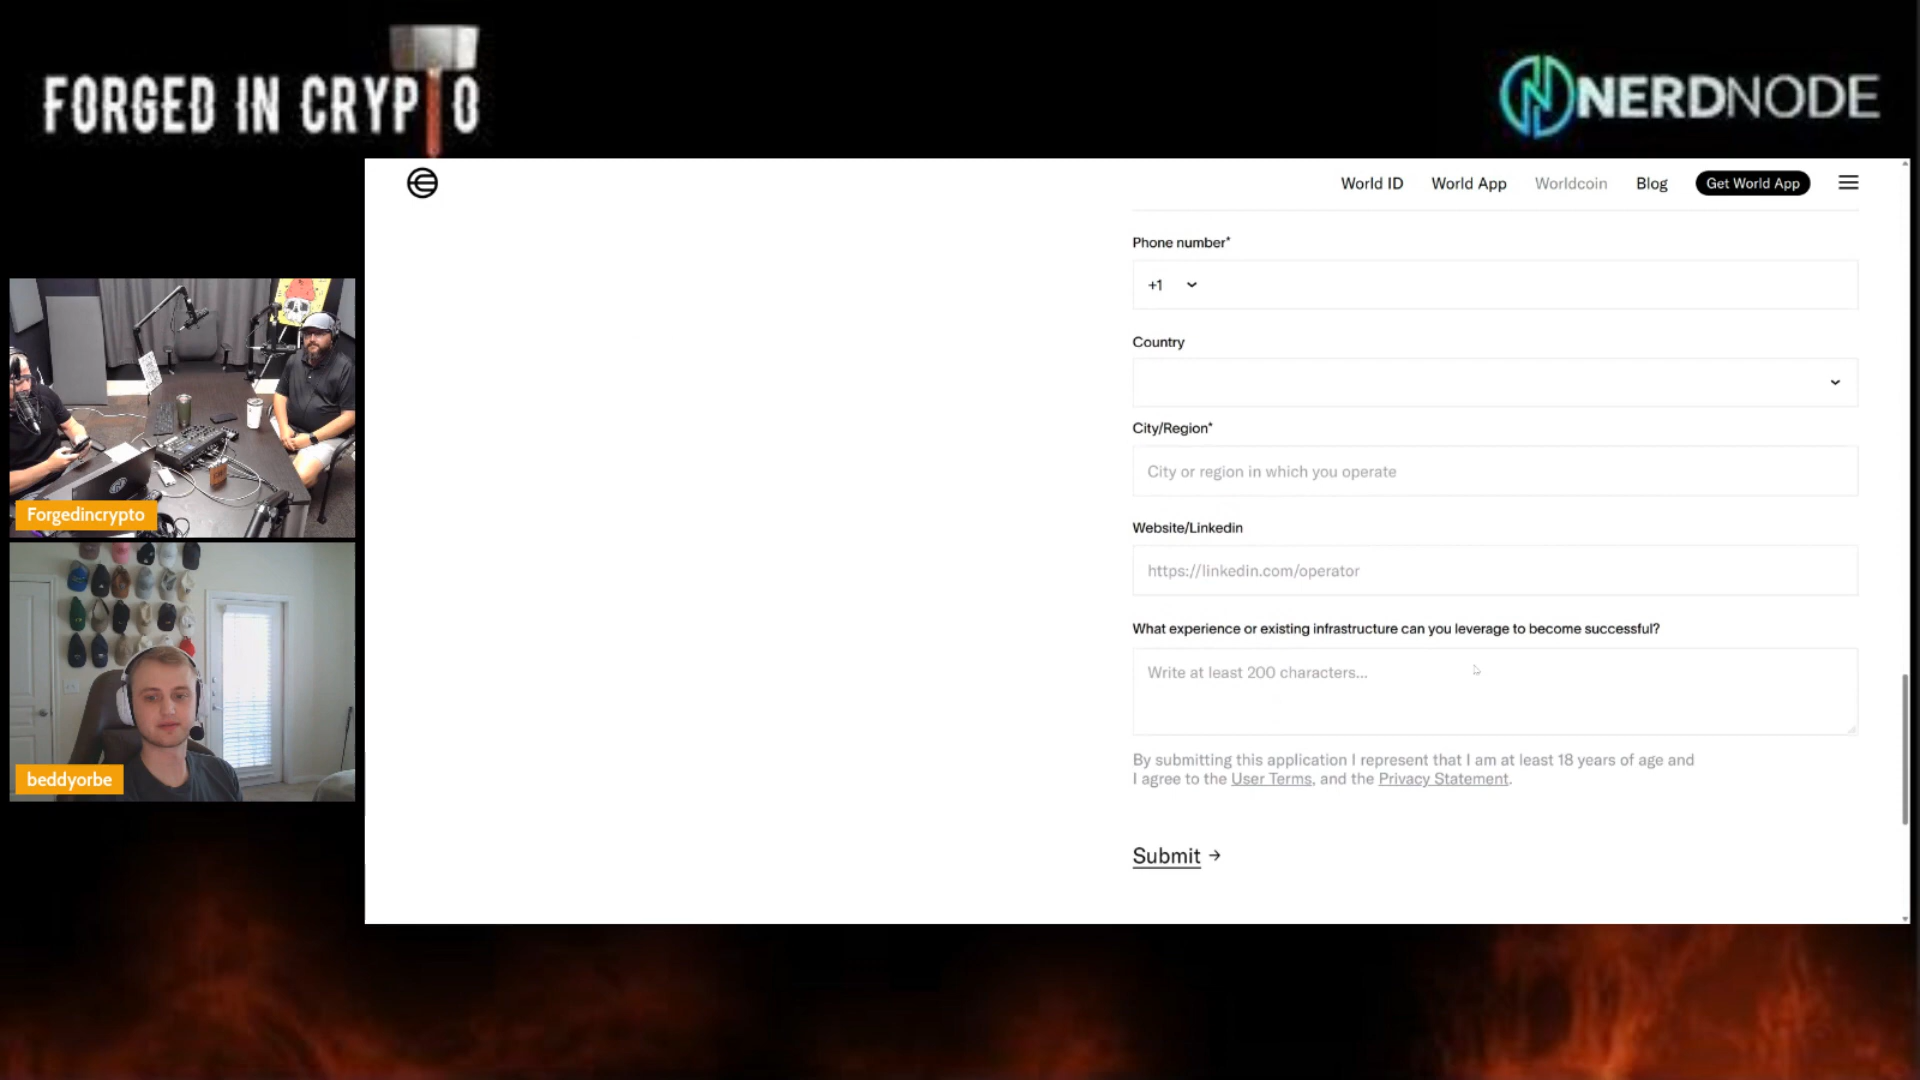 FORGED IN CRYPTO
NERDNODE
World ID
World App
Worldcoin
Blog
Get World App
Phone number*
+1
Country
City/Region*
City or region in which you operate
Website/Linkedin
https://linkedin.com/operator
What experience or existing infrastructure can you leverage to become successful?
Write at least 200 characters...
By submitting this application I represent that I am at least 18 years of age and
I agree to the User Terms, and the Privacy Statement.
Submit →
Forgedincrypto
beddyorbe